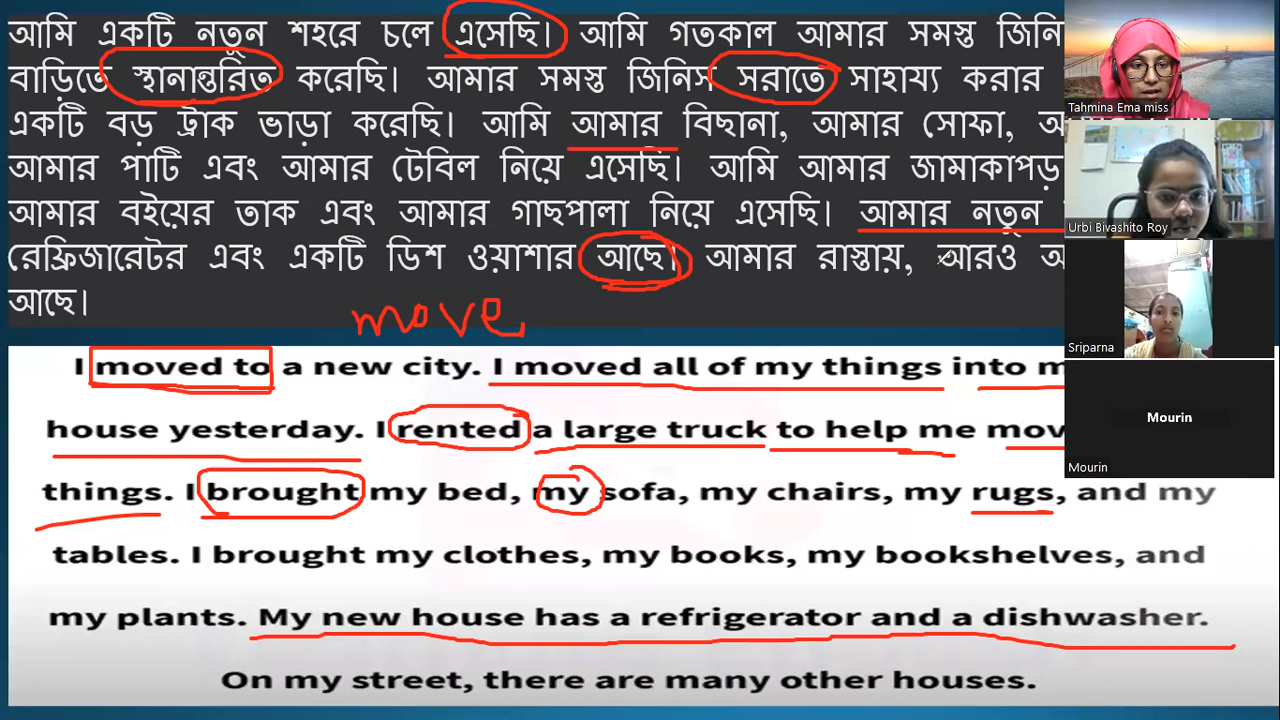 আমি একটি নতুন শহরে চলে এসেছি। আমি গতকাল আমার সমস্ত
বাড়িতে স্থানান্তরিত করেছি। আমার সমস্ত জিনিস সরাতে সাহায্য করার
একটি বড় ট্রাক ভাড়া করেছি। আমি আমার বিছানা, আমার সোফা,
আমার পাটি এবং আমার টেবিল নিয়ে এসেছি। আমি আমার জামাকাপড়
আমার বইয়ের তাক এবং আমার গাছপালা নিয়ে এসেছি। আমার নতুন
রেফ্রিজারেটর এবং একটি ডিশ ওয়াশার আছে। আমার রাস্তায়, আরও
আছে।
move
I moved to a new city. I moved all of my things into
house yesterday. I rented a large truck to help me
things. I brought my bed, my sofa, my chairs, my rugs, and my
tables. I brought my clothes, my books, my bookshelves, and
my plants. My new house has a refrigerator and a dishwasher.
On my street, there are many other houses.
Tahmina Ema miss
Urbi Bivashito Roy
Sriparna
Mourin
Mourin